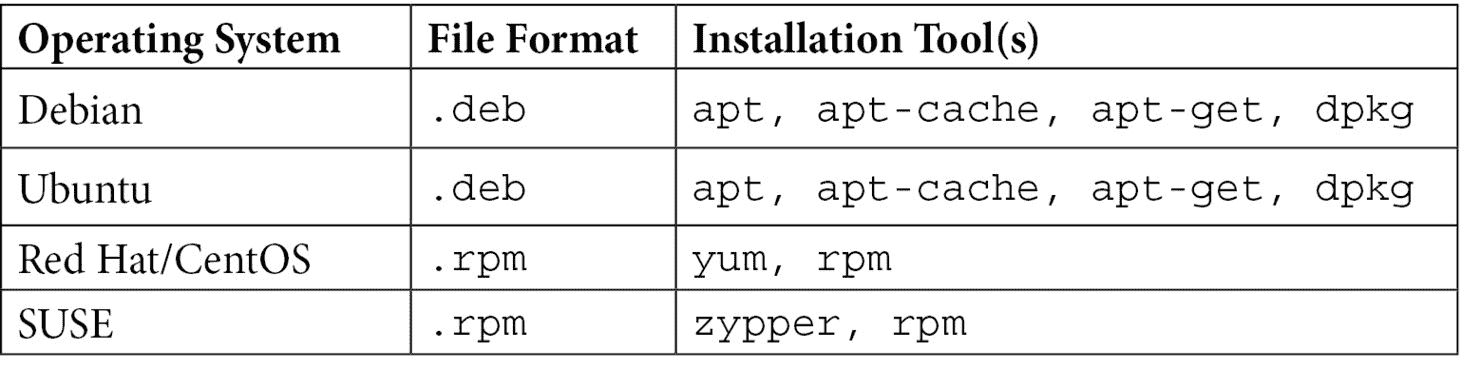 Operating System File Format Installation Tool(s)
Debian .deb apt, apt-cache, apt-get, dpkg
Ubuntu .deb apt, apt-cache, apt-get, dpkg
Red Hat/CentOS .rpm yum, rpm
SUSE .rpm zypper, rpm